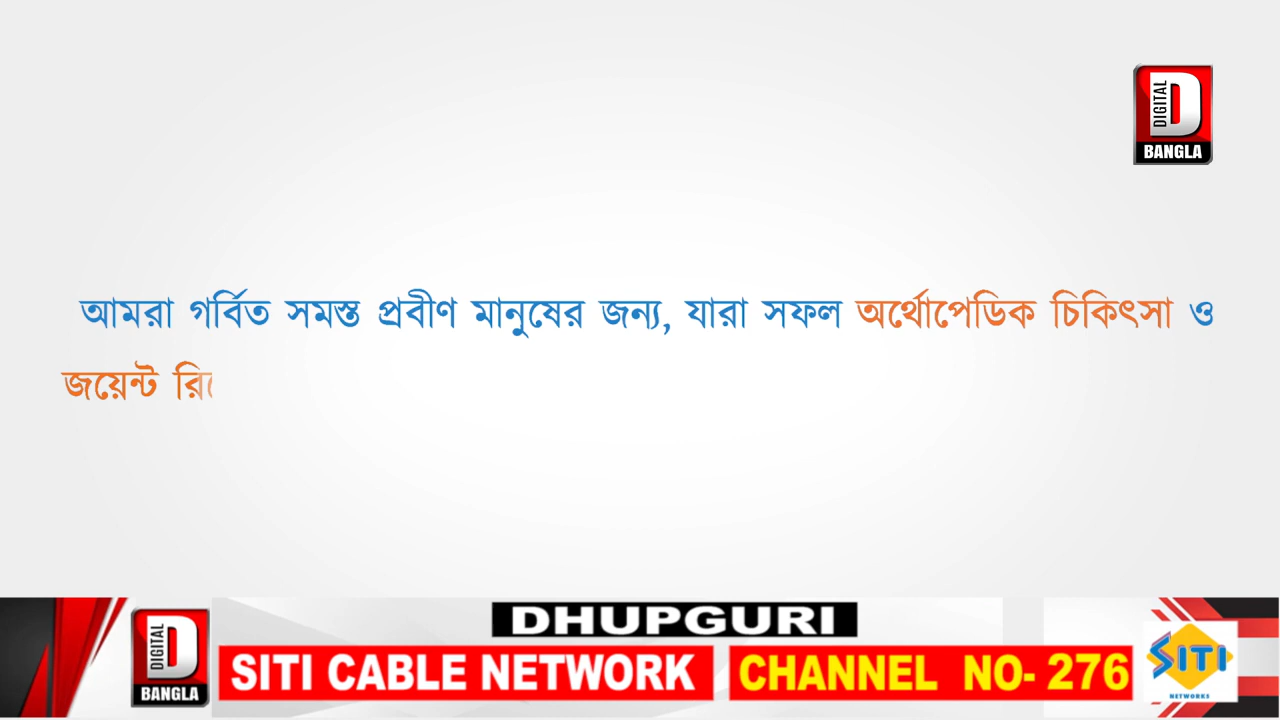 DIGITAL
D
BANGLA
আমরা গর্বিত সমস্ত প্রবীণ মানুষের জন্য, যারা সফল অর্থোপেডিক চিকিৎসা ও
জয়েন্ট
DHUPGURI
DIGITAL
D
BANGLA
SITI CABLE NETWORK CHANNEL NO- 276
SITI
NETWORKS